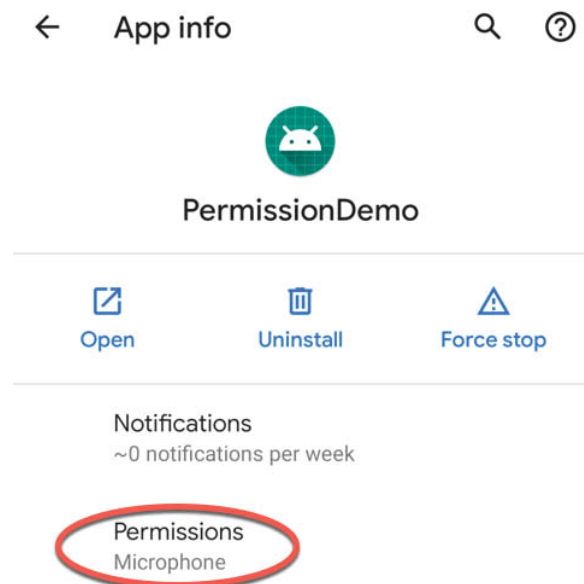 App info
PermissionDemo
Open Uninstall Force stop
Notifications
~0 notifications per week
Permissions
Microphone